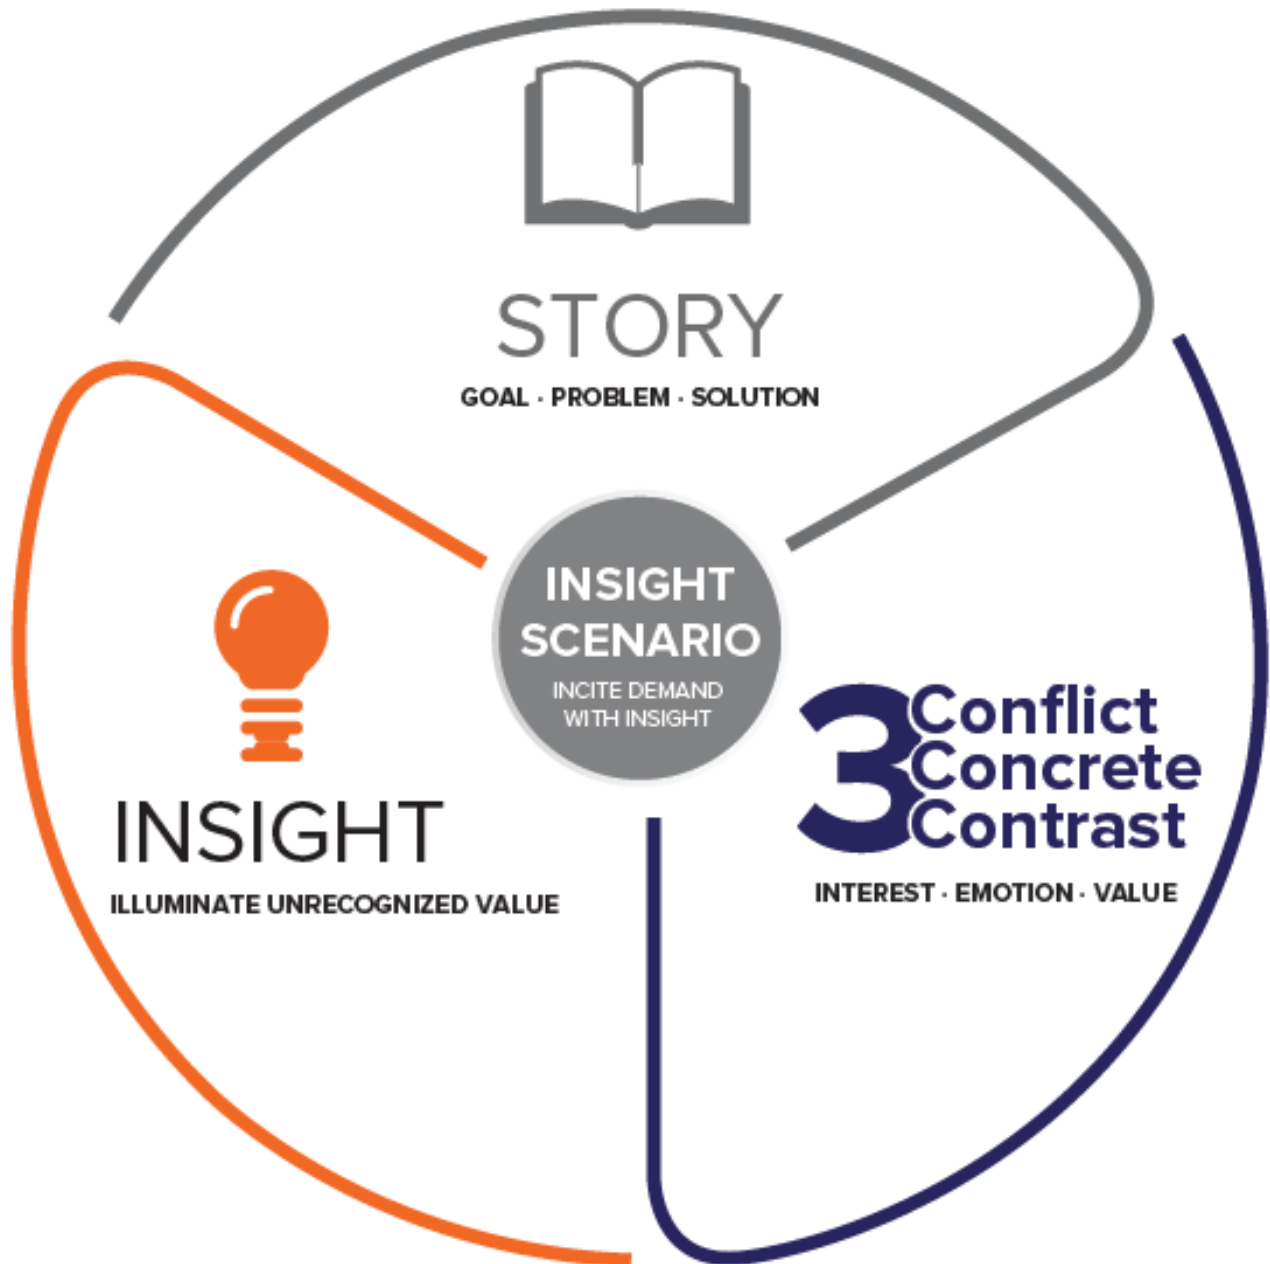 STORY
GOAL · PROBLEM · SOLUTION
INSIGHT
SCENARIO
INCITE DEMAND
WITH INSIGHT
3 Conflict
Concrete
Contrast
INTEREST · EMOTION · VALUE
INSIGHT
ILLUMINATE UNRECOGNIZED VALUE